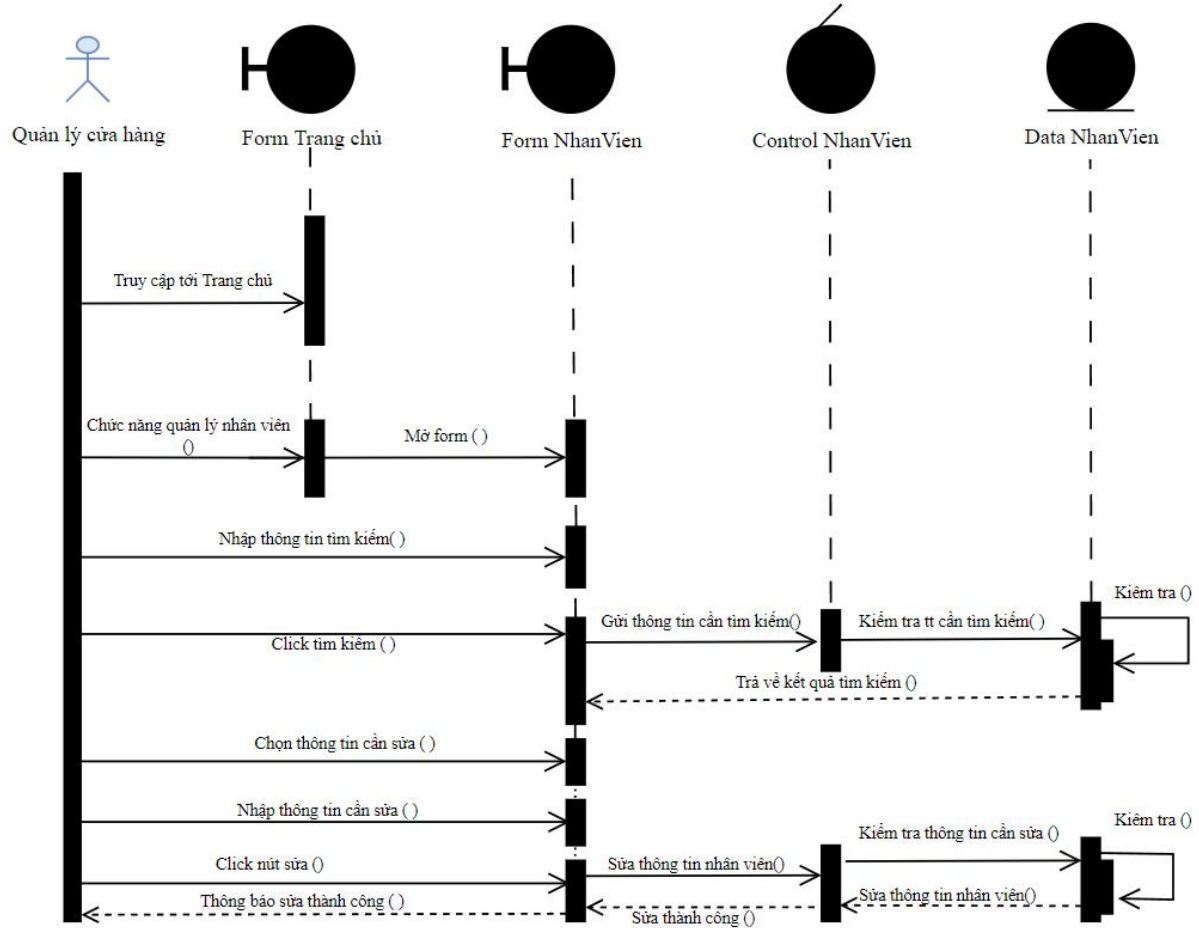 Quản lý cửa hàng
Form Trang chủ
Form NhanVien
Control NhanVien
Data NhanVien
Truy cập tới Trang chủ
Chức năng quản lý nhân viên
()
Mở form ( )
Nhập thông tin tìm kiếm( )
Kiêm tra ()
Gửi thông tin cần tìm kiếm()
Kiểm tra tt cần tìm kiếm( )
Click tìm kiêm ( )
Trả về kết quả tìm kiếm ()
Chọn thông tin cần sửa ( )
Nhập thông tin cần sửa ( )
Kiêm tra ()
Kiểm tra thông tin cần sửa ()
Click nút sửa ()
Sửa thông tin nhân viên()
Thông báo sửa thành công ( )
Sửa thông tin nhân viên()
Sửa thành công ()